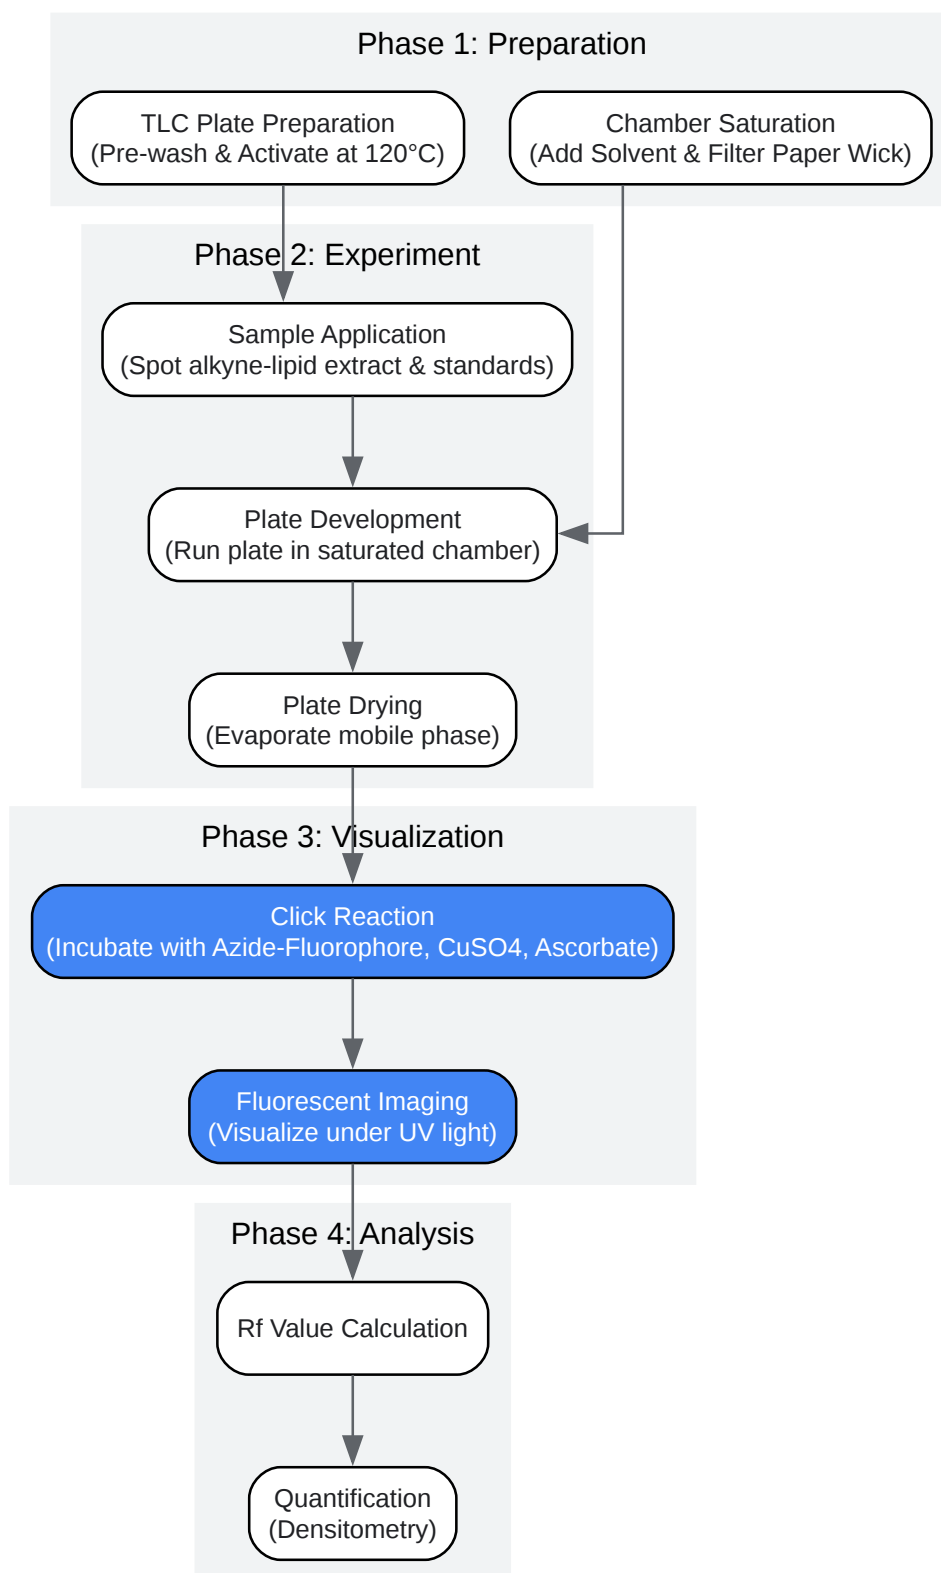 Phase 1: Preparation
TLC Plate Preparation
(Pre-wash & Activate at 120°C)
Chamber Saturation
(Add Solvent & Filter Paper Wick)
Phase 2: Experiment
Sample Application
(Spot alkyne-lipid extract & standards)
Plate Development
(Run plate in saturated chamber)
Plate Drying
(Evaporate mobile phase)
Phase 3: Visualization
Click Reaction
(Incubate with Azide-Fluorophore, CuSO4, Ascorbate)
Fluorescent Imaging
(Visualize under UV light)
Phase 4: Analysis
Rf Value Calculation
Quantification
(Densitometry)